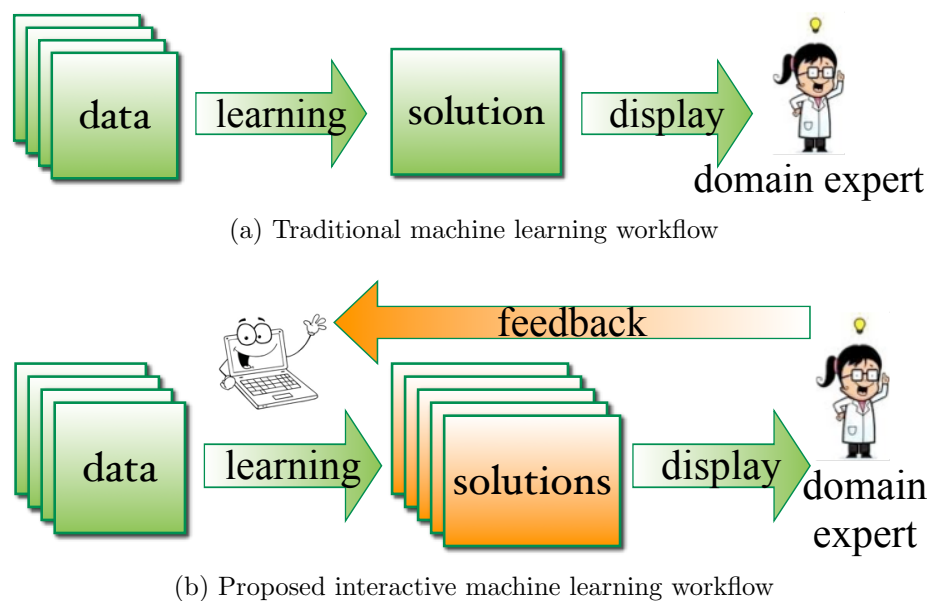 data
learning
solution
display
domain expert
(a) Traditional machine learning workflow
feedback
data
learning
solutions
display
domain
expert
(b) Proposed interactive machine learning workflow